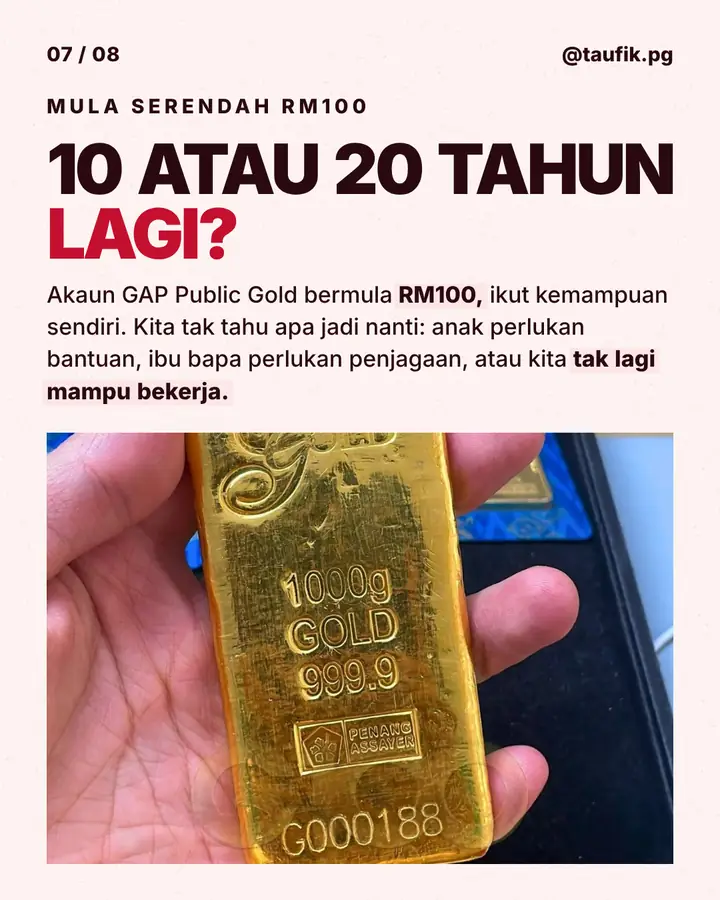 07 / 08
@taufik.pg
MULA SERENDAH RM100
10 ATAU 20 TAHUN
LAGI?
Akaun GAP Public Gold bermula RM100, ikut kemampuan
sendiri. Kita tak tahu apa jadi nanti: anak perlukan
bantuan, ibu bapa perlukan penjagaan, atau kita tak lagi
mampu bekerja.
Gold
1000g
GOLD
999.9
PENANG
ASSAYER
G000188